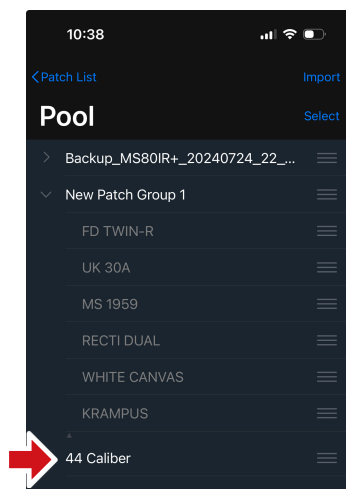 10:38
Patch List
Import
Pool
Select
Backup_MS80IR+_20240724_22_...
New Patch Group 1
FD TWIN-R
UK 30A
MS 1959
RECTI DUAL
WHITE CANVAS
KRAMPUS
44 Caliber